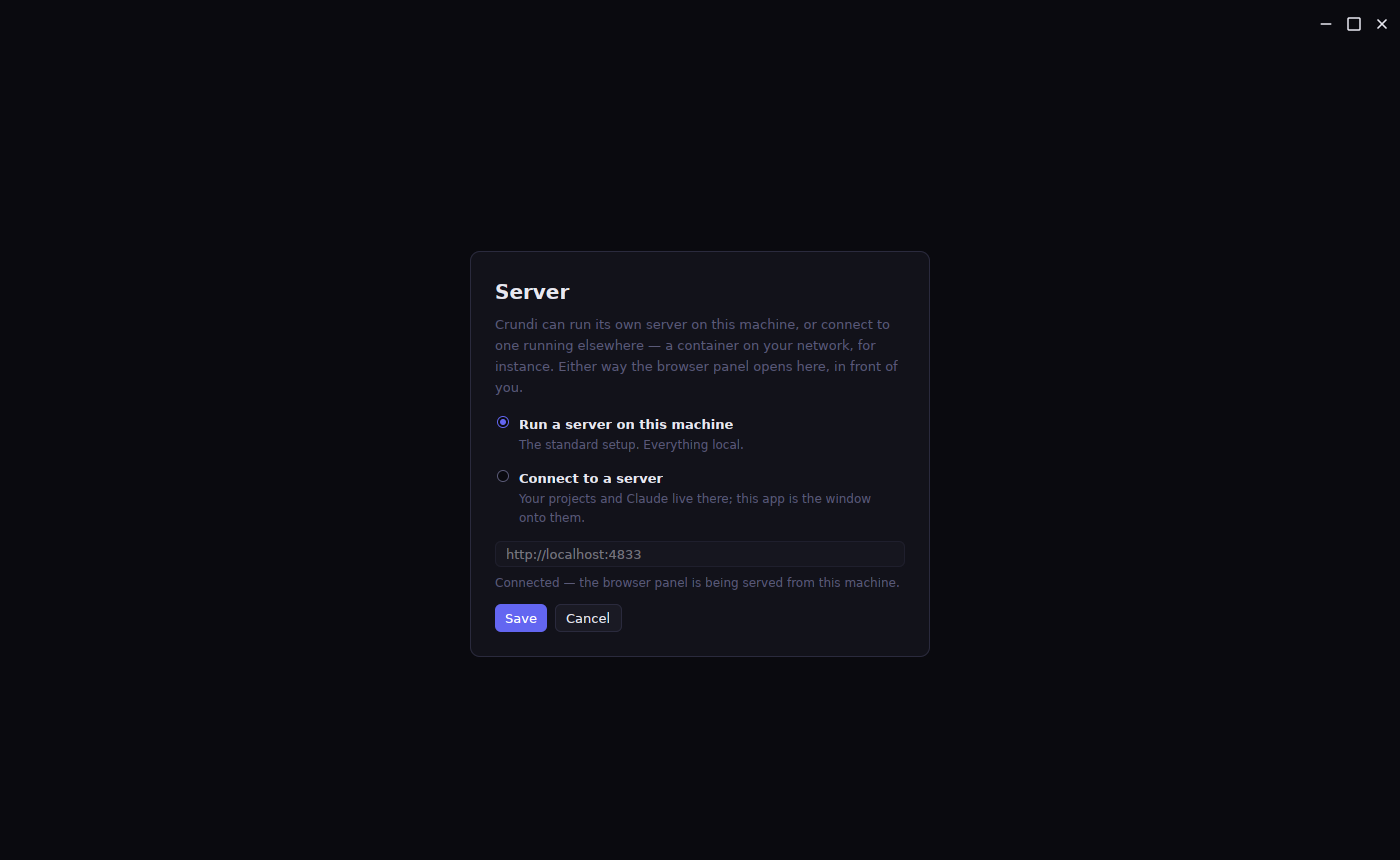 Server
Crundi can run its own server on this machine, or connect to
one running elsewhere — a container on your network, for
instance. Either way the browser panel opens here, in front of
you.
Run a server on this machine
The standard setup. Everything local.
Connect to a server
Your projects and Claude live there; this app is the window
onto them.
http://localhost:4833
Connected — the browser panel is being served from this machine.
Save Cancel